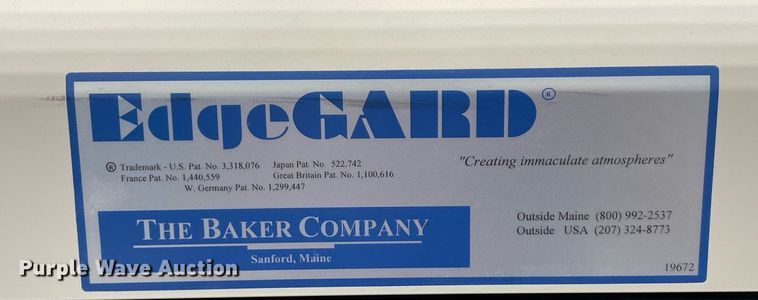 EdgeGARD®
® Trademark - U.S. Pat. No. 3,318,076 Japan Pat. No. 522,742
France Pat. No. 1,440,559 Great Britain Pat. No. 1,100,616
W. Germany Pat. No. 1,299,447
"Creating immaculate atmospheres"
THE BAKER COMPANY
Sanford, Maine
Outside Maine (800) 992-2537
Outside USA (207) 324-8773
19672
Purple Wave Auction